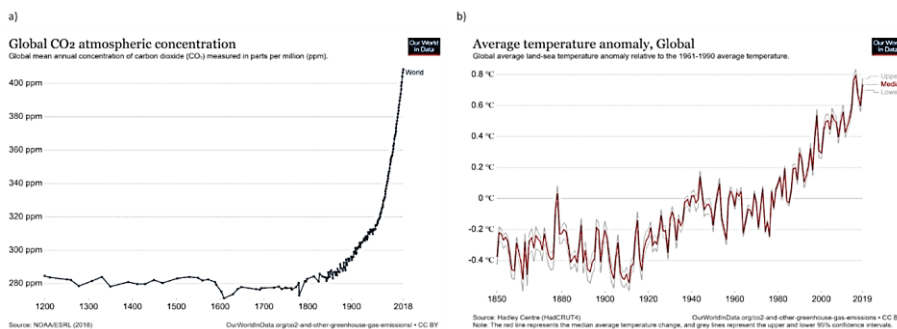 a)
Global CO₂ atmospheric concentration
Global mean annual concentration of carbon dioxide (CO₂) measured in parts per million (ppm).
Our World
in Data
World
400 ppm
380 ppm
360 ppm
340 ppm
320 ppm
300 ppm
280 ppm
1200
1300
1400
1500
1600
1700
1800
1900
2018
Source: NOAA/ESRL (2018)
OurWorldInData.org/co2-and-other-greenhouse-gas-emissions/ • CC BY
b)
Average temperature anomaly, Global
Global average land-sea temperature anomaly relative to the 1961-1990 average temperature.
Our Wo
in Dat
0.8 °C
0.6 °C
0.4 °C
0.2 °C
0 °C
-0.2 °C
-0.4 °C
Uppe
Media
Lowe
1850
1880
1900
1920
1940
1960
1980
2000
2019
Source: Hadley Centre (HadCRUT4)
OurWorldInData.org/co2-and-other-greenhouse-gas-emissions • CC B
Note: The red line represents the median average temperature change, and grey lines represent the upper and lower 95% confidence intervals.